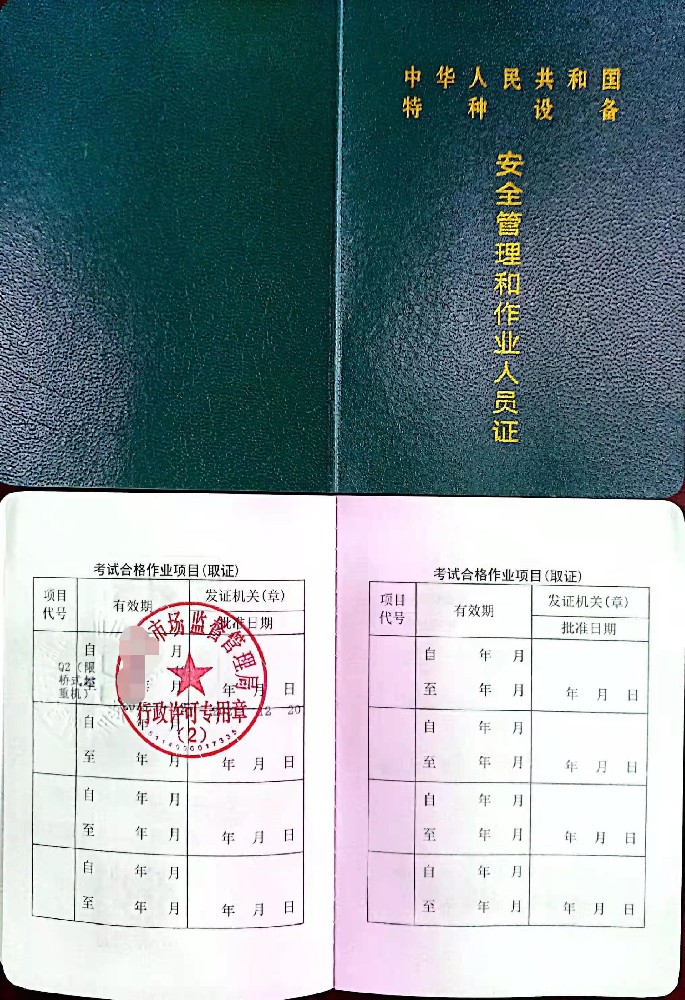 中华人民共和国
特种设备
安全管理和作业人员证
考试合格作业项目(取证)
项目代号 有效期 发证机关(章)
批准日期
Q2(限
桥式起
重机)
自 月
至 年 月 年 月 日
12 20
自 年 月
至 年 月 年 月 日
自 年 月
至 年 月 年 月 日
自 年 月
至 年 月 年 月 日
市场监督管理局
行政许可专用章
(2)
考试合格作业项目(取证)
项目代号 有效期 发证机关(章)
批准日期
自 年 月
至 年 月 年 月 日
自 年 月
至 年 月 年 月 日
自 年 月
至 年 月 年 月 日
自 年 月
至 年 月 年 月 日